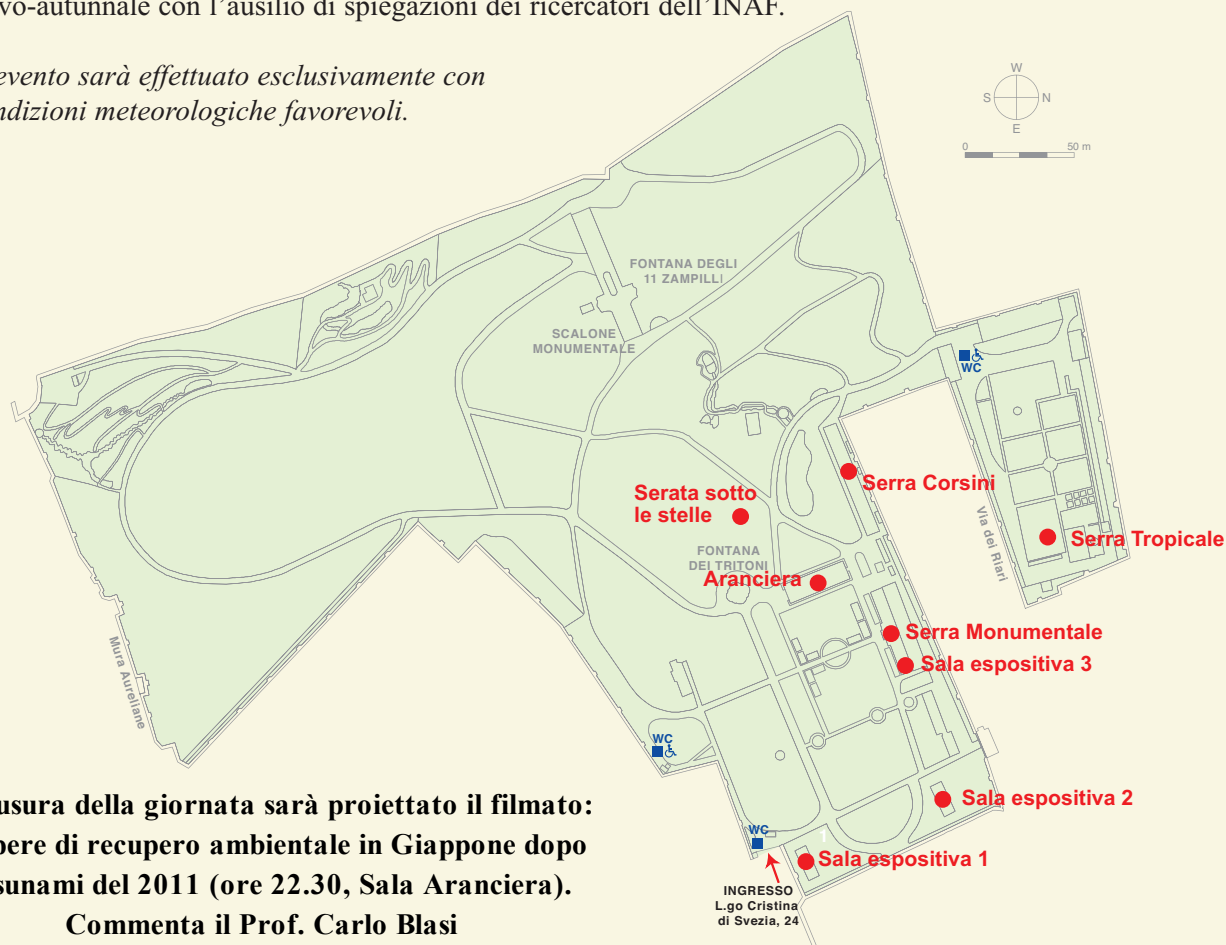 vo-autunnale con l'ausilio di spiegazioni dei ricercatori dell'INAF.
evento sarà effettuato esclusivamente con
ndizioni meteorologiche favorevoli.
W
S N
E
0 50 m
FONTANA DEGLI
11 ZAMPILLI
SCALONE
MONUMENTALE
WC
Serra Corsini
Serata sotto
le stelle
Via dei Riari
Serra Tropicale
FONTANA
DEI TRITONI
Aranciera
Serra Monumentale
Sala espositiva 3
Mura Aureliane
WC
Sala espositiva 2
WC
1
Sala espositiva 1
INGRESSO
L.go Cristina
di Svezia, 24
usura della giornata sarà proiettato il filmato:
pere di recupero ambientale in Giappone dopo
sunami del 2011 (ore 22.30, Sala Aranciera).
Commenta il Prof. Carlo Blasi